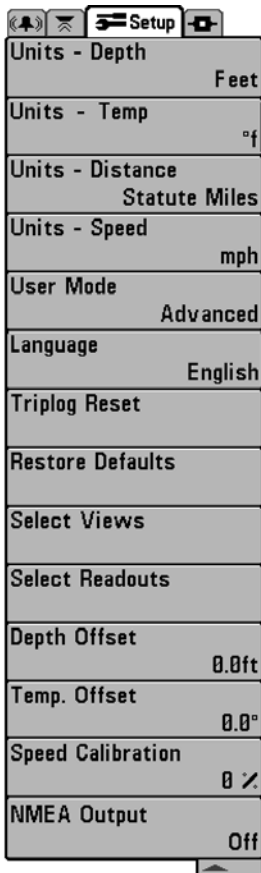 Setup
Units - Depth
Feet
Units - Temp
°f
Units - Distance
Statute Miles
Units - Speed
mph
User Mode
Advanced
Language
English
Triplog Reset
Restore Defaults
Select Views
Select Readouts
Depth Offset
0.0ft
Temp. Offset
0.0°
Speed Calibration
0 %
NMEA Output
Off